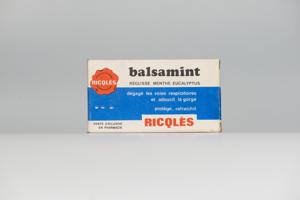 RICQLÈS
balsamint
RÉGLISSE MENTHE EUCALYPTUS
dégage les voies respiratoires
et adoucit la gorge
protège, rafraîchit
VENTE EXCLUSIVE
EN PHARMACIE
RICQLÈS